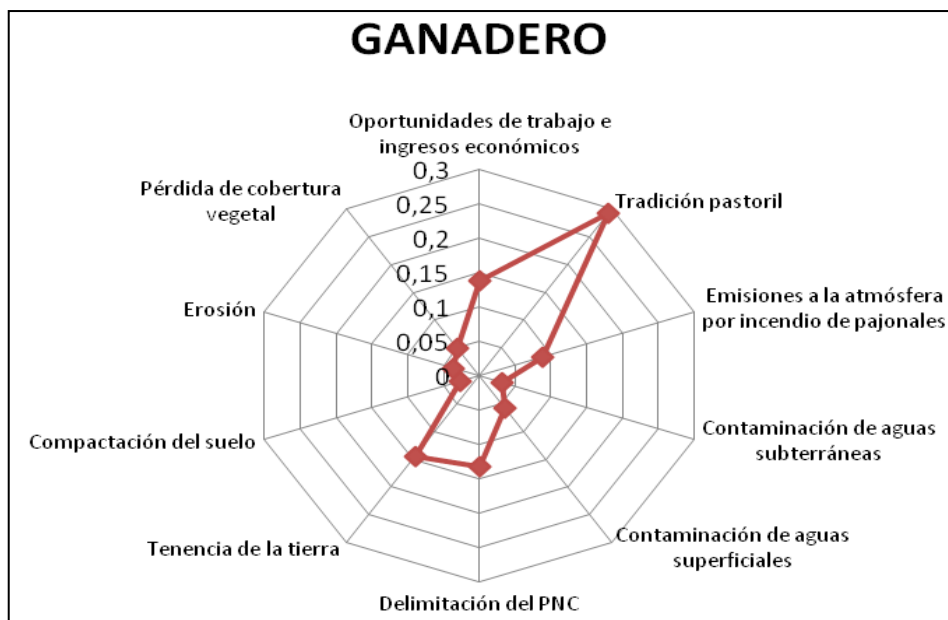 GANADERO
Oportunidades de trabajo e
ingresos económicos
Tradición pastoril
Emisiones a la atmósfera
por incendio de pajonales
Contaminación de aguas
subterráneas
Contaminación de aguas
superficiales
Delimitación del PNC
Tenencia de la tierra
Compactación del suelo
Erosión
Pérdida de cobertura
vegetal
0,3
0,25
0,2
0,15
0,1
0,05
0